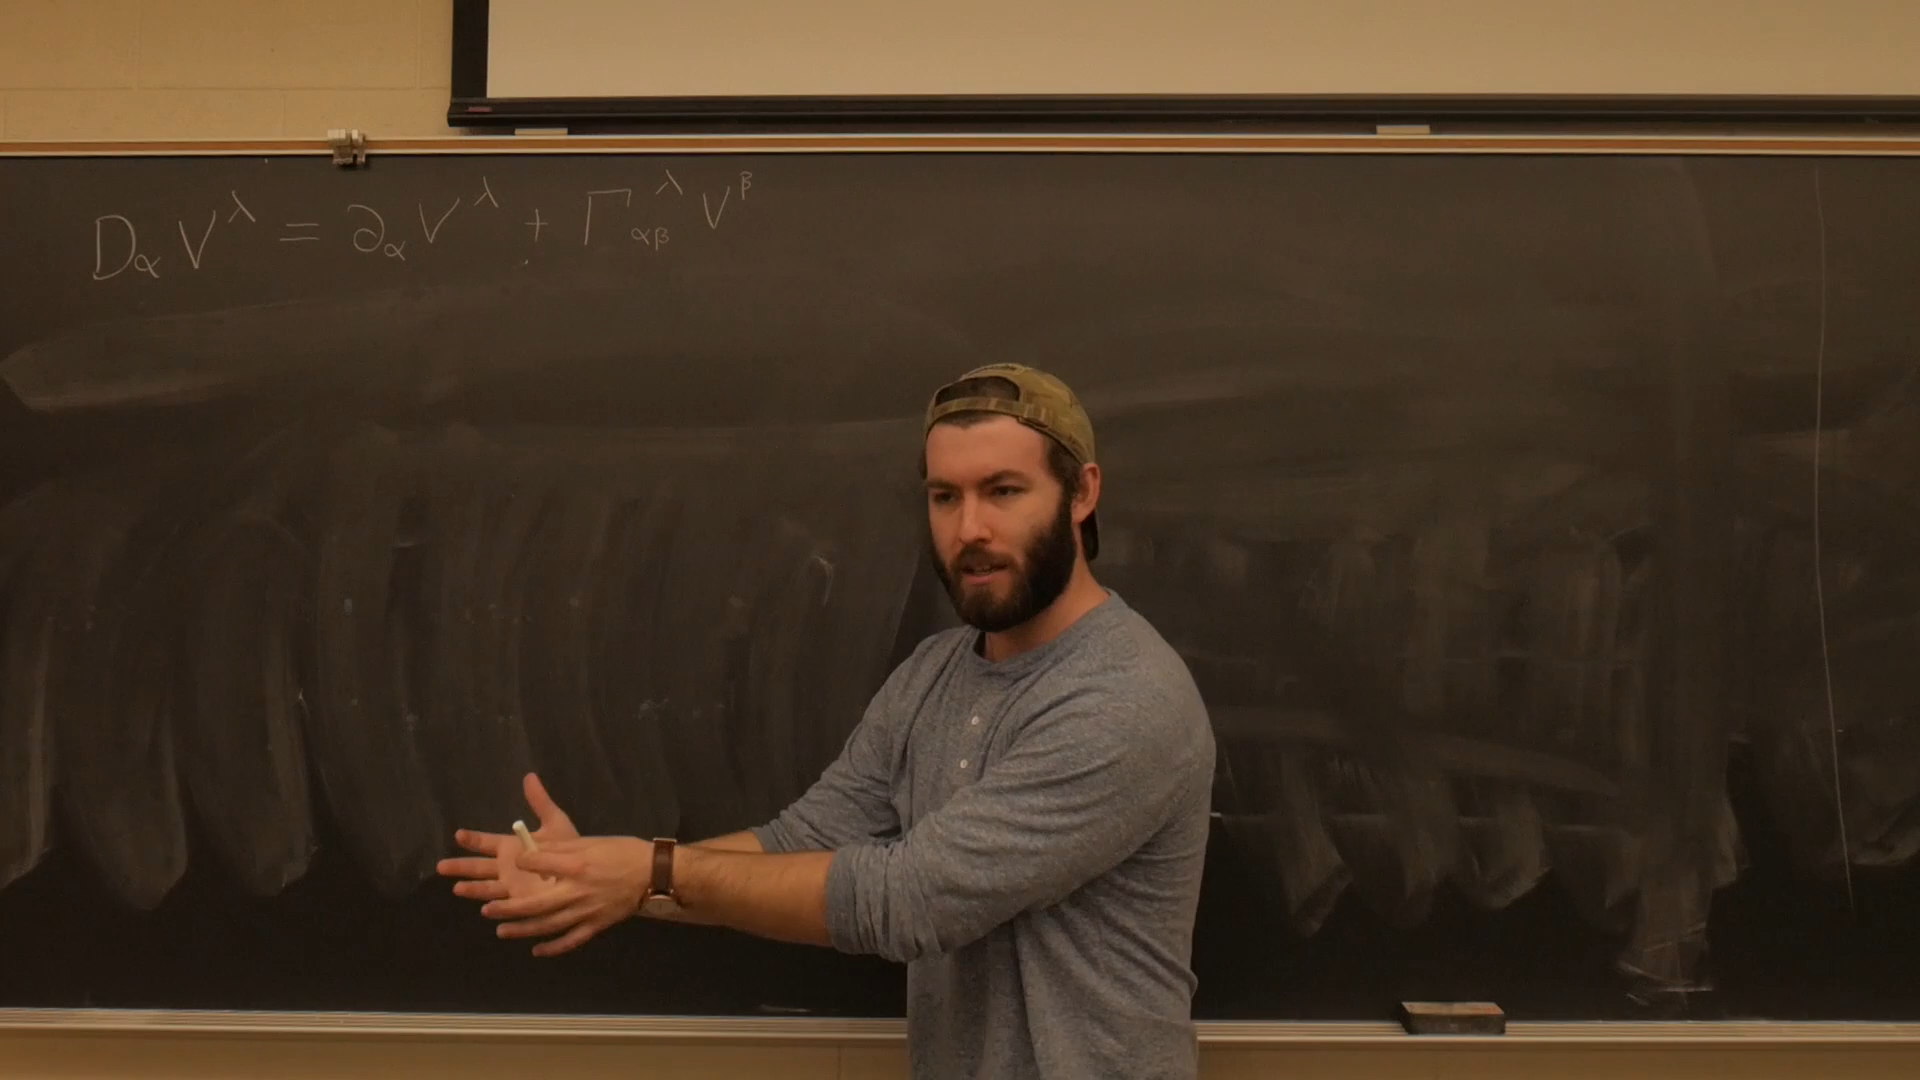 D_α V^λ = ∂_α V^λ + Γ_αβ^λ V^β